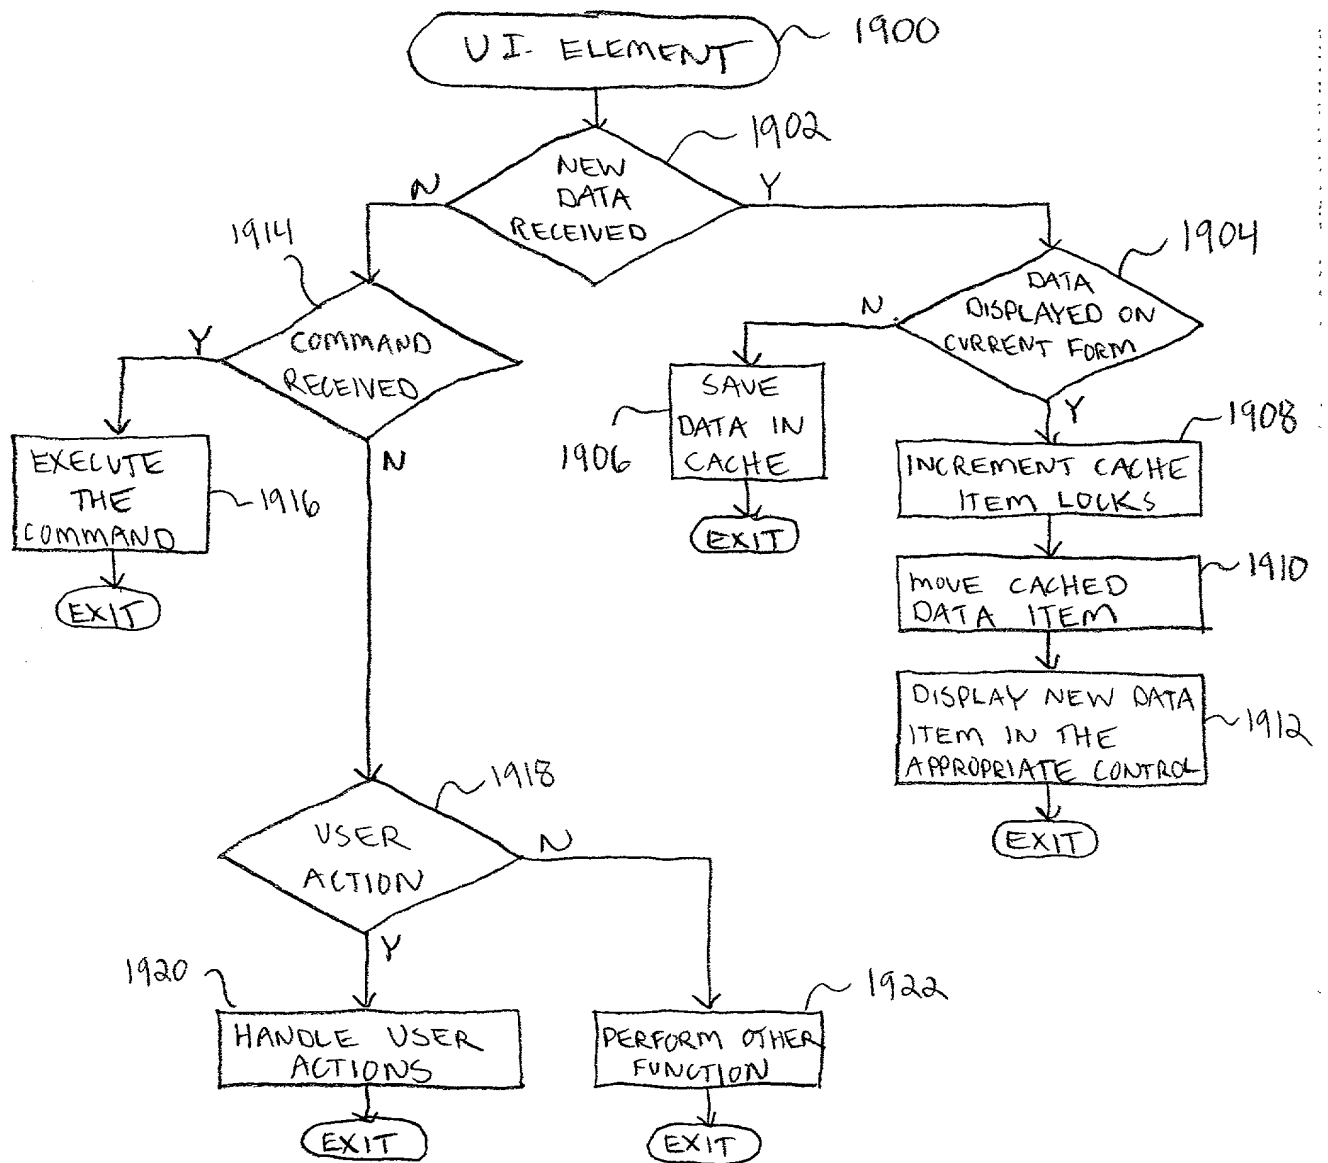 UI ELEMENT
1900
1902
NEW
DATA
RECEIVED
N
Y
1914
1904
DATA
DISPLAYED ON
CURRENT FORM
N
Y
COMMAND
RECEIVED
Y
N
SAVE
DATA IN
CACHE
1906
EXIT
1908
INCREMENT CACHE
ITEM LOCKS
EXECUTE
THE
COMMAND
1916
EXIT
1910
MOVE CACHED
DATA ITEM
DISPLAY NEW DATA
ITEM IN THE
APPROPRIATE CONTROL
1912
EXIT
1918
USER
ACTION
N
Y
1920
HANDLE USER
ACTIONS
EXIT
1922
PERFORM OTHER
FUNCTION
EXIT